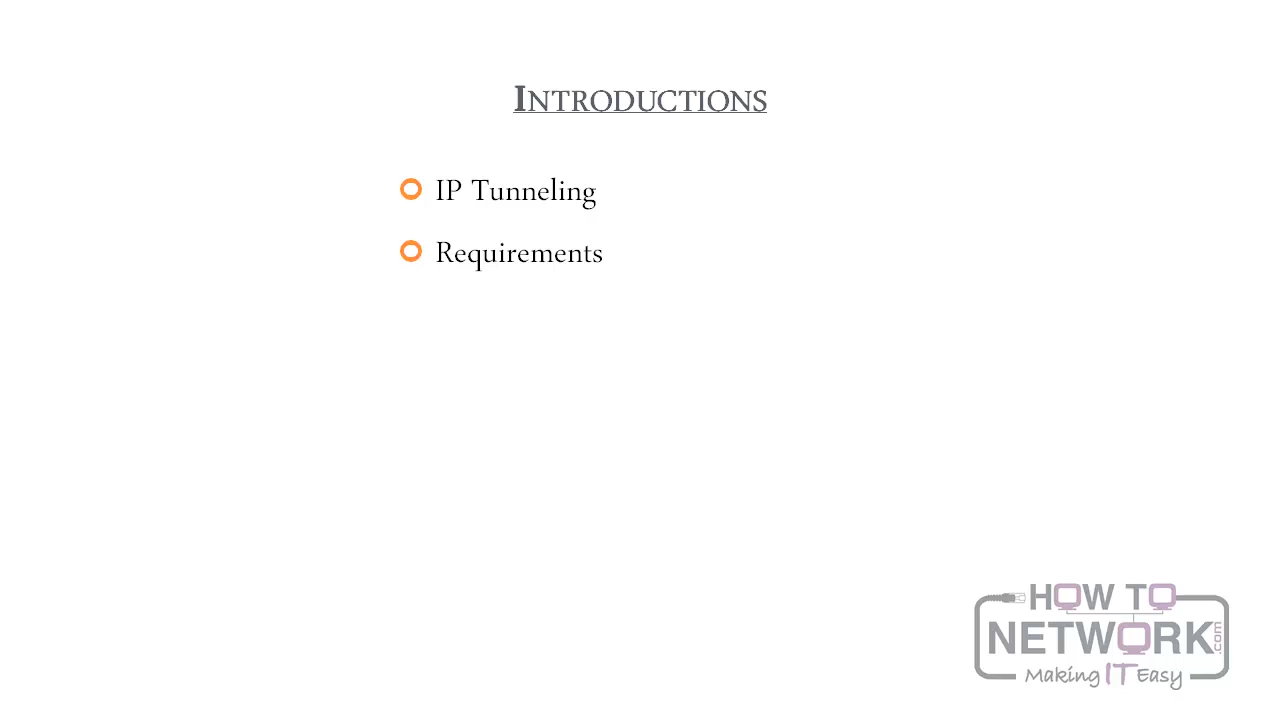 INTRODUCTIONS
IP Tunneling
Requirements
HOW TO
NETWORK.com
Making IT Easy